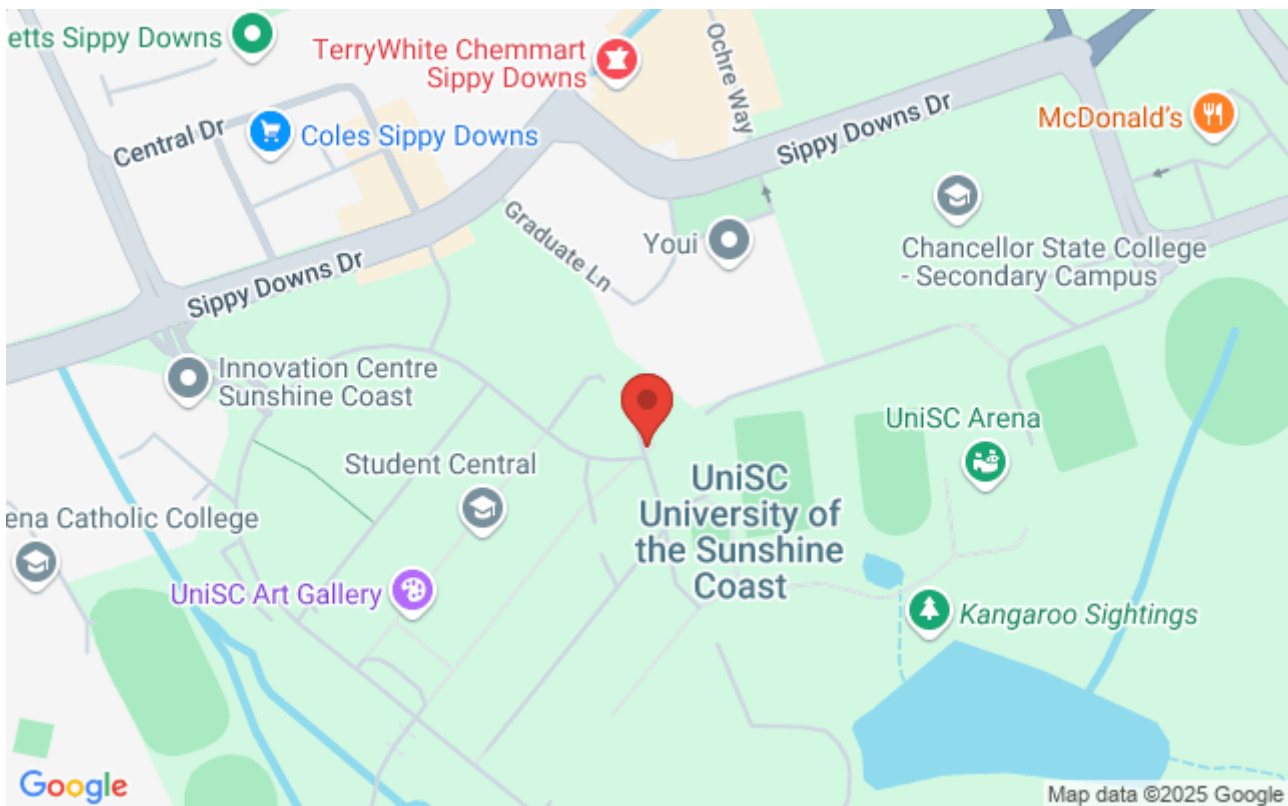 etts Sippy Downs
TerryWhite Chemmart
Sippy Downs
Ochre Way
Central Dr
Coles Sippy Downs
Sippy Downs Dr
McDonald's
Graduate Ln
Youi
Chancellor State College
- Secondary Campus
Sippy Downs Dr
Innovation Centre
Sunshine Coast
UniSC Arena
Student Central
UniSC
University of
the Sunshine
Coast
ena Catholic College
UniSC Art Gallery
Kangaroo Sightings
Google
Map data ©2025 Google